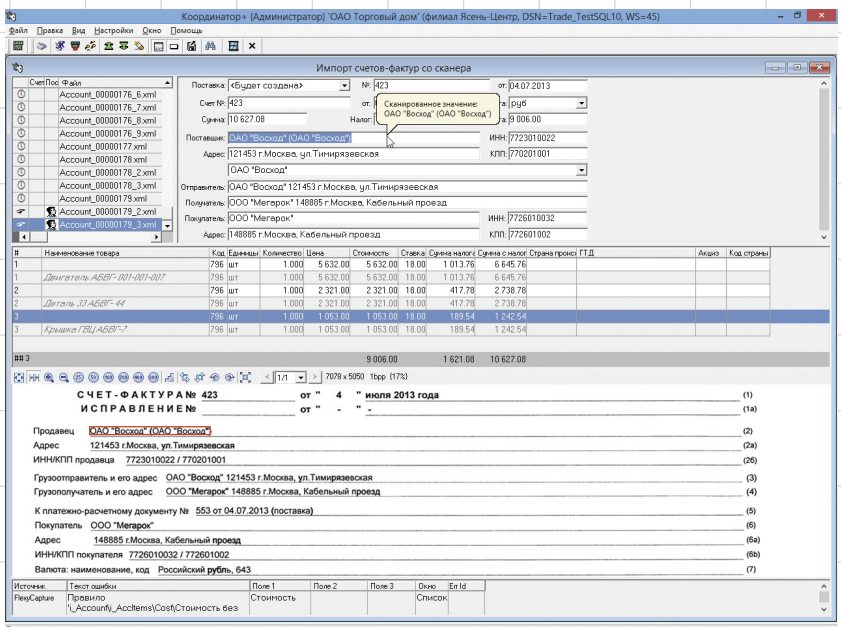 Координатор+ (Администратор) 'ОАО Торговый дом' (филиал Ясень-Центр, DSN=Trade_TestSQL10, WS=45)
Файл Правка Вид Настройки Окно Помощь
Импорт счетов-фактур со сканера
Счет Пос Файл
Account_00000176_6.xml
Account_00000176_7.xml
Account_00000176_8.xml
Account_00000176_9.xml
Account_00000177.xml
Account_00000178.xml
Account_00000178_2.xml
Account_00000178_3.xml
Account_00000179.xml
Account_00000179_2.xml
Account_00000179_3.xml
Поставка: <Будет создана> №: 423 от: 04.07.2013
Счет №: 423 от: та: руб
Сумма: 10 627.08 Налог: та: 9 006.00
Сканированное значение:
ОАО "Восход" (ОАО "Восход")
Поставщик: ОАО "Восход" (ОАО "Восход") ИНН: 7723010022
Адрес: 121453 г.Москва, ул.Тимирязевская КПП: 770201001
ОАО "Восход"
Отправитель: ОАО "Восход" 121453 г.Москва, ул.Тимирязевская
Получатель: ООО "Мегарок" 148885 г.Москва, Кабельный проезд
Покупатель: ООО "Мегарок" ИНН: 7726010032
Адрес: 148885 г.Москва, Кабельный проезд КПП: 772601002
# Наименование товара Код Единицы Количество Цена Стоимость Ставка Сумма налога Сумма с налог Страна происх ГТД Акциз Код страны
1 796 шт 1.000 5 632.00 5 632.00 18.00 1 013.76 6 645.76
1 Двигатель АБВГ-001-001-007 796 шт 1.000 5 632.00 5 632.00 18.00 1 013.76 6 645.76
2 796 шт 1.000 2 321.00 2 321.00 18.00 417.78 2 738.78
2 Деталь 33 АБВГ-44 796 шт 1.000 2 321.00 2 321.00 18.00 417.78 2 738.78
3 796 шт 1.000 1 053.00 1 053.00 18.00 189.54 1 242.54
3 Крышка ГВЦ АБВГ-7 796 шт 1.000 1 053.00 1 053.00 18.00 189.54 1 242.54
## 3 9 006.00 1 621.08 10 627.08
< 1/1 > 7078 x 5050 1bpp (17%)
СЧЕТ-ФАКТУРА № 423 от " 4 " июля 2013 года (1)
ИСПРАВЛЕНИЕ № от " - " - (1а)
Продавец ОАО "Восход" (ОАО "Восход") (2)
Адрес 121453 г.Москва, ул.Тимирязевская (2а)
ИНН/КПП продавца 7723010022 / 770201001 (2б)
Грузоотправитель и его адрес ОАО "Восход" 121453 г.Москва, ул.Тимирязевская (3)
Грузополучатель и его адрес ООО "Мегарок" 148885 г.Москва, Кабельный проезд (4)
К платежно-расчетному документу № 553 от 04.07.2013 (поставка) (5)
Покупатель ООО "Мегарок" (6)
Адрес 148885 г.Москва, Кабельный проезд (6а)
ИНН/КПП покупателя 7726010032 / 772601002 (6b)
Валюта: наименование, код Российский рубль, 643 (7)
Источник Текст ошибки Поле 1 Поле 2 Поле 3 Окно Err Id
FlexyCapture Правило Стоимость Список
'i_Account\i_AccItems\Cost\Стоимость без